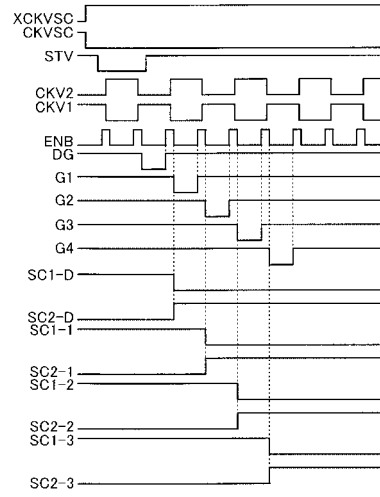 XCKVSC
CKVSC
STV
CKV2
CKV1
ENB
DG
G1
G2
G3
G4
SC1-D
SC2-D
SC1-1
SC2-1
SC1-2
SC2-2
SC1-3
SC2-3